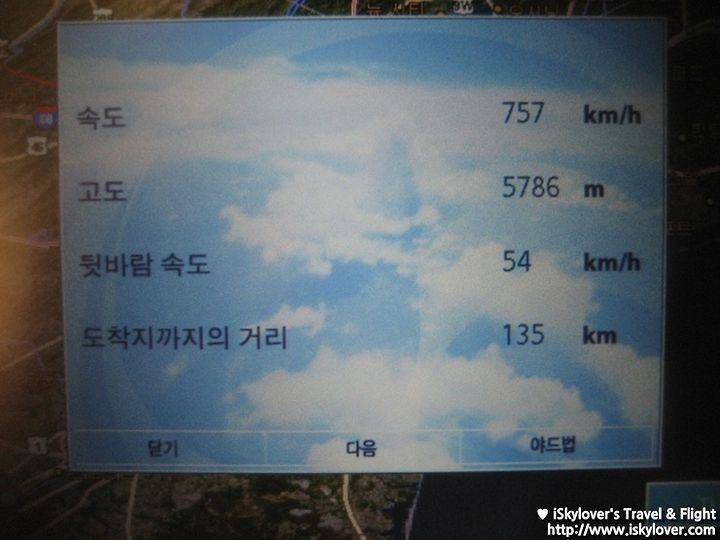 속도 757 km/h
고도 5786 m
뒷바람 속도 54 km/h
도착지까지의 거리 135 km
닫기 다음 야드법
♥ iSkylover's Travel & Flight
http://www.iskylover.com